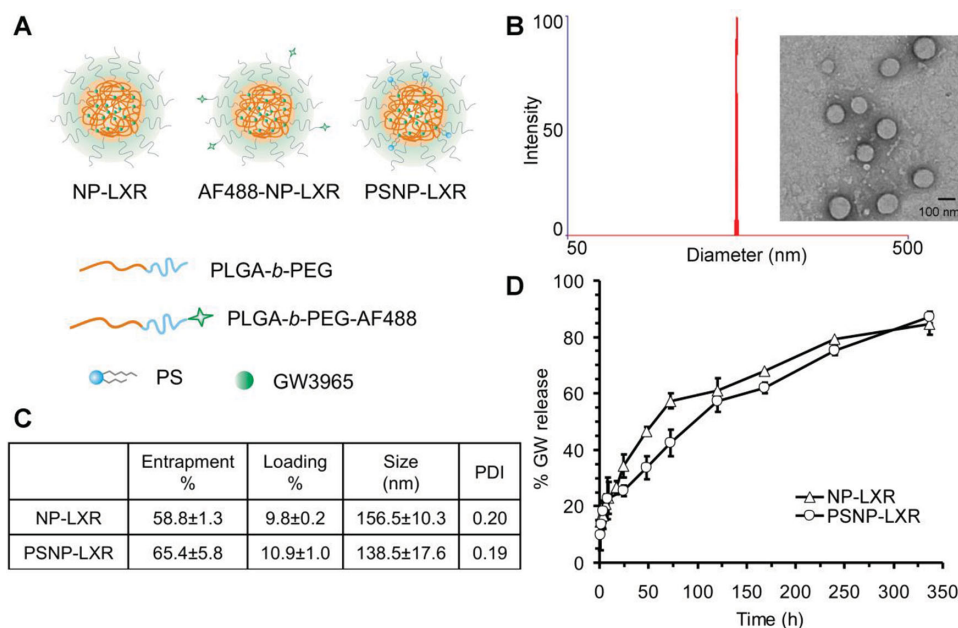 A
NP-LXR
AF488-NP-LXR
PSNP-LXR
PLGA-b-PEG
PLGA-b-PEG-AF488
PS
GW3965
B
Intensity
100
50
0
50
Diameter (nm)
500
100 nm
C
Entrapment % Loading % Size (nm) PDI
NP-LXR 58.8±1.3 9.8±0.2 156.5±10.3 0.20
PSNP-LXR 65.4±5.8 10.9±1.0 138.5±17.6 0.19
D
% GW release
100
80
60
40
20
0
NP-LXR
PSNP-LXR
0 50 100 150 200 250 300 350
Time (h)